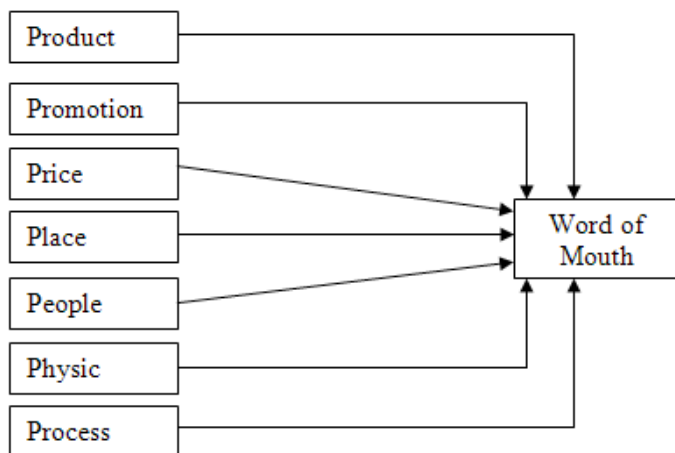 Product
Promotion
Price
Place
People
Physic
Process
Word of
Mouth